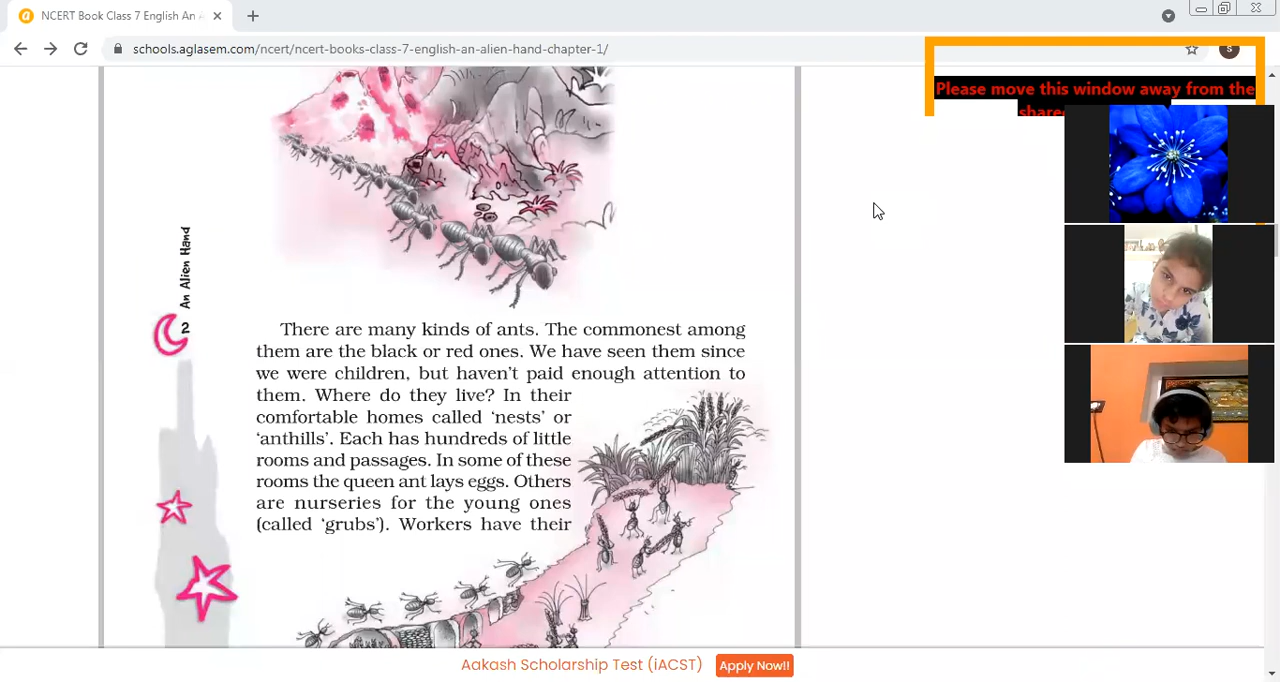 NCERT Book Class 7 English An A
schools.aglasem.com/ncert/ncert-books-class-7-english-an-alien-hand-chapter-1/
Please move this window away from the
shared
An Alien Hand
2
There are many kinds of ants. The commonest among
them are the black or red ones. We have seen them since
we were children, but haven't paid enough attention to
them. Where do they live? In their
comfortable homes called 'nests' or
'anthills'. Each has hundreds of little
rooms and passages. In some of these
rooms the queen ant lays eggs. Others
are nurseries for the young ones
(called 'grubs'). Workers have their
Aakash Scholarship Test (iACST)
Apply Now!!